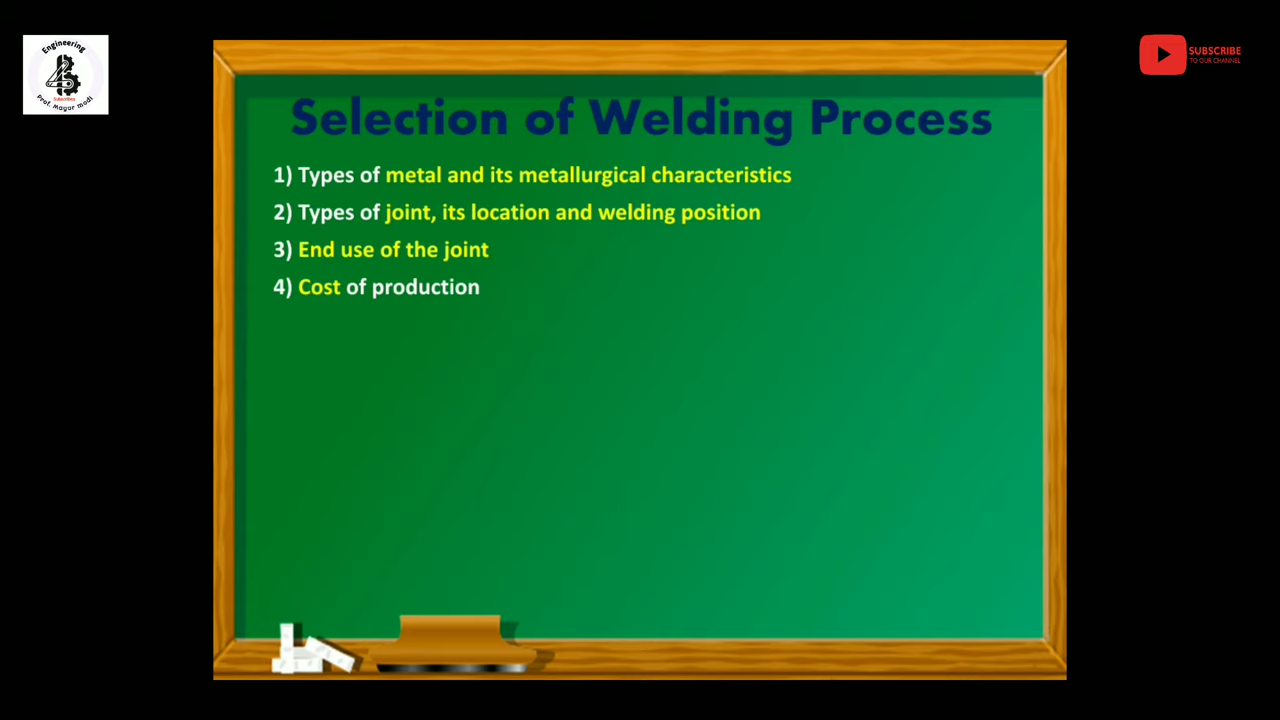 Engineering
Subscribes
Prof. Mayur modi
SUBSCRIBE
TO OUR CHANNEL
Selection of Welding Process
1) Types of metal and its metallurgical characteristics
2) Types of joint, its location and welding position
3) End use of the joint
4) Cost of production